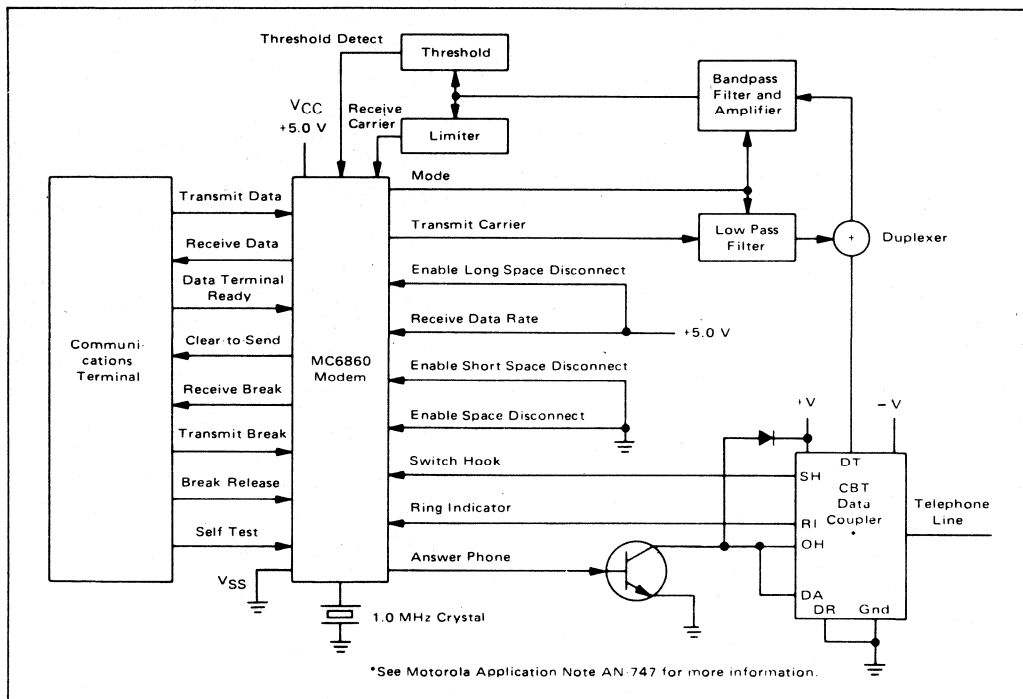 Threshold Detect
Threshold
VCC
+5.0 V
Receive
Carrier
Limiter
Bandpass
Filter and
Amplifier
Mode
Transmit Carrier
Low Pass
Filter
+
Duplexer
Communi-
cations
Terminal
Transmit Data
Receive Data
Data Terminal
Ready
Clear-to-Send
Receive Break
Transmit Break
Break Release
Self Test
VSS
MC6860
Modem
1.0 MHz Crystal
Enable Long Space Disconnect
Receive Data Rate
+5.0 V
Enable Short Space Disconnect
Enable Space Disconnect
Switch Hook
Ring Indicator
Answer Phone
+V
−V
DT
SH
CBT
Data
Coupler
*
RI
OH
DA
DR
Gnd
Telephone
Line
*See Motorola Application Note AN-747 for more information.